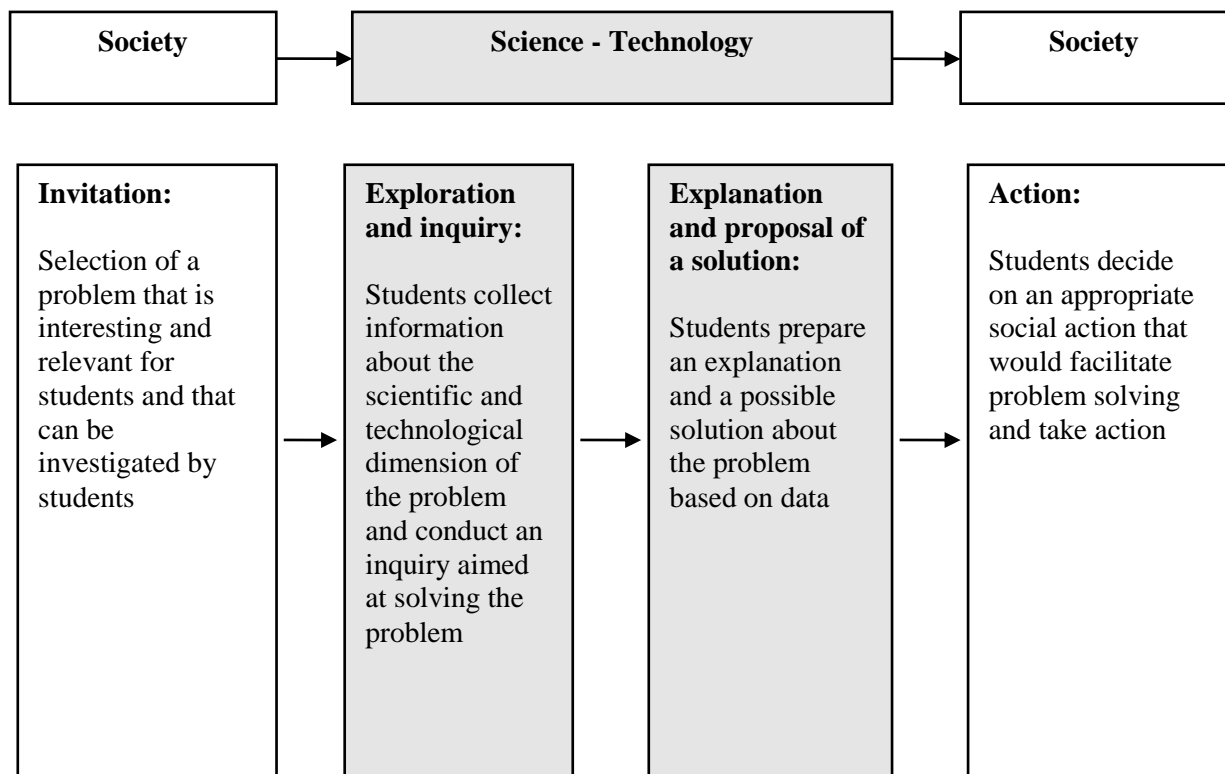 Society
Science - Technology
Society
Invitation:
Selection of a
problem that is
interesting and
relevant for
students and that
can be
investigated by
students
Exploration
and inquiry:
Students collect
information
about the
scientific and
technological
dimension of
the problem
and conduct an
inquiry aimed
at solving the
problem
Explanation
and proposal of
a solution:
Students prepare
an explanation
and a possible
solution about
the problem
based on data
Action:
Students decide
on an appropriate
social action that
would facilitate
problem solving
and take action